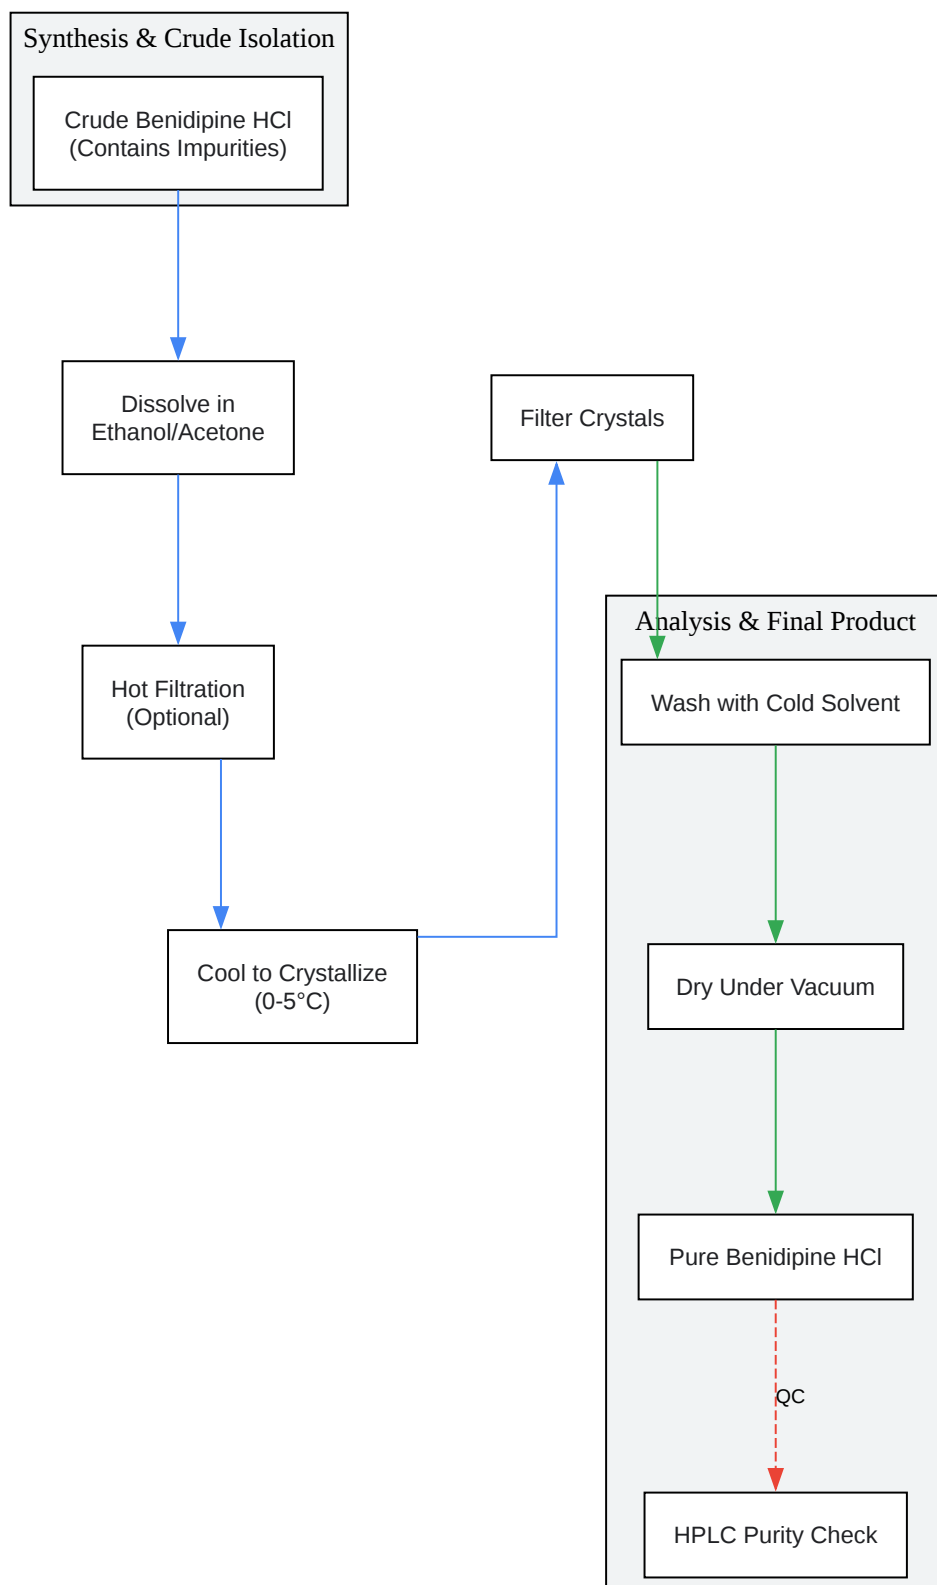 Synthesis & Crude Isolation
Crude Benidipine HCl
(Contains Impurities)
Dissolve in
Ethanol/Acetone
Hot Filtration
(Optional)
Cool to Crystallize
(0-5°C)
Filter Crystals
Analysis & Final Product
Wash with Cold Solvent
Dry Under Vacuum
Pure Benidipine HCl
QC
HPLC Purity Check